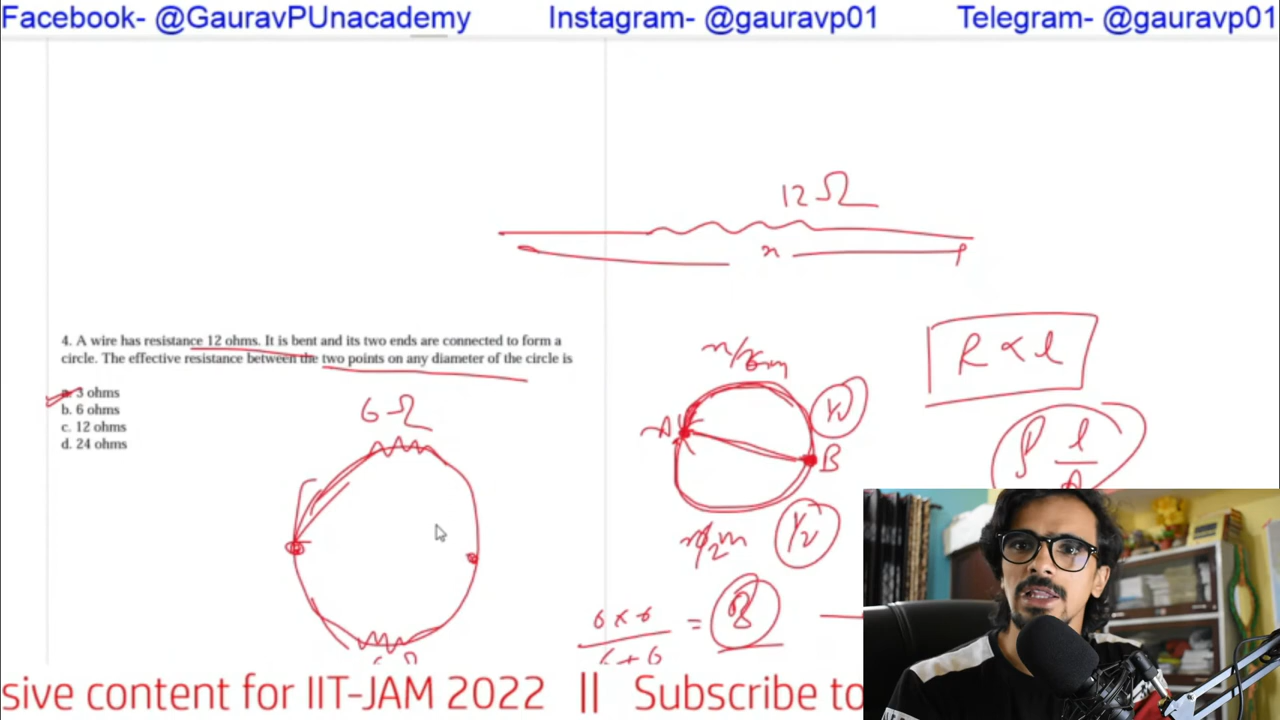 Facebook- @GauravPUnacademy Instagram- @gauravp01 Telegram- @gauravp01
12Ω
x
4. A wire has resistance 12 ohms. It is bent and its two ends are connected to form a
circle. The effective resistance between the two points on any diameter of the circle is
a. 3 ohms
b. 6 ohms
c. 12 ohms
d. 24 ohms
6Ω
A
B
R ∝ l
ρ l
6 × 6 =
6 + 6
sive content for IIT-JAM 2022 || Subscribe to